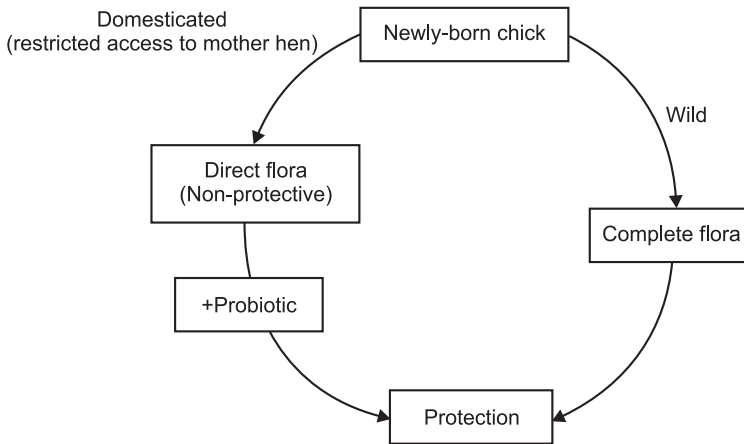 Domesticated
(restricted access to mother hen)
Newly-born chick
Wild
Direct flora
(Non-protective)
Complete flora
+Probiotic
Protection